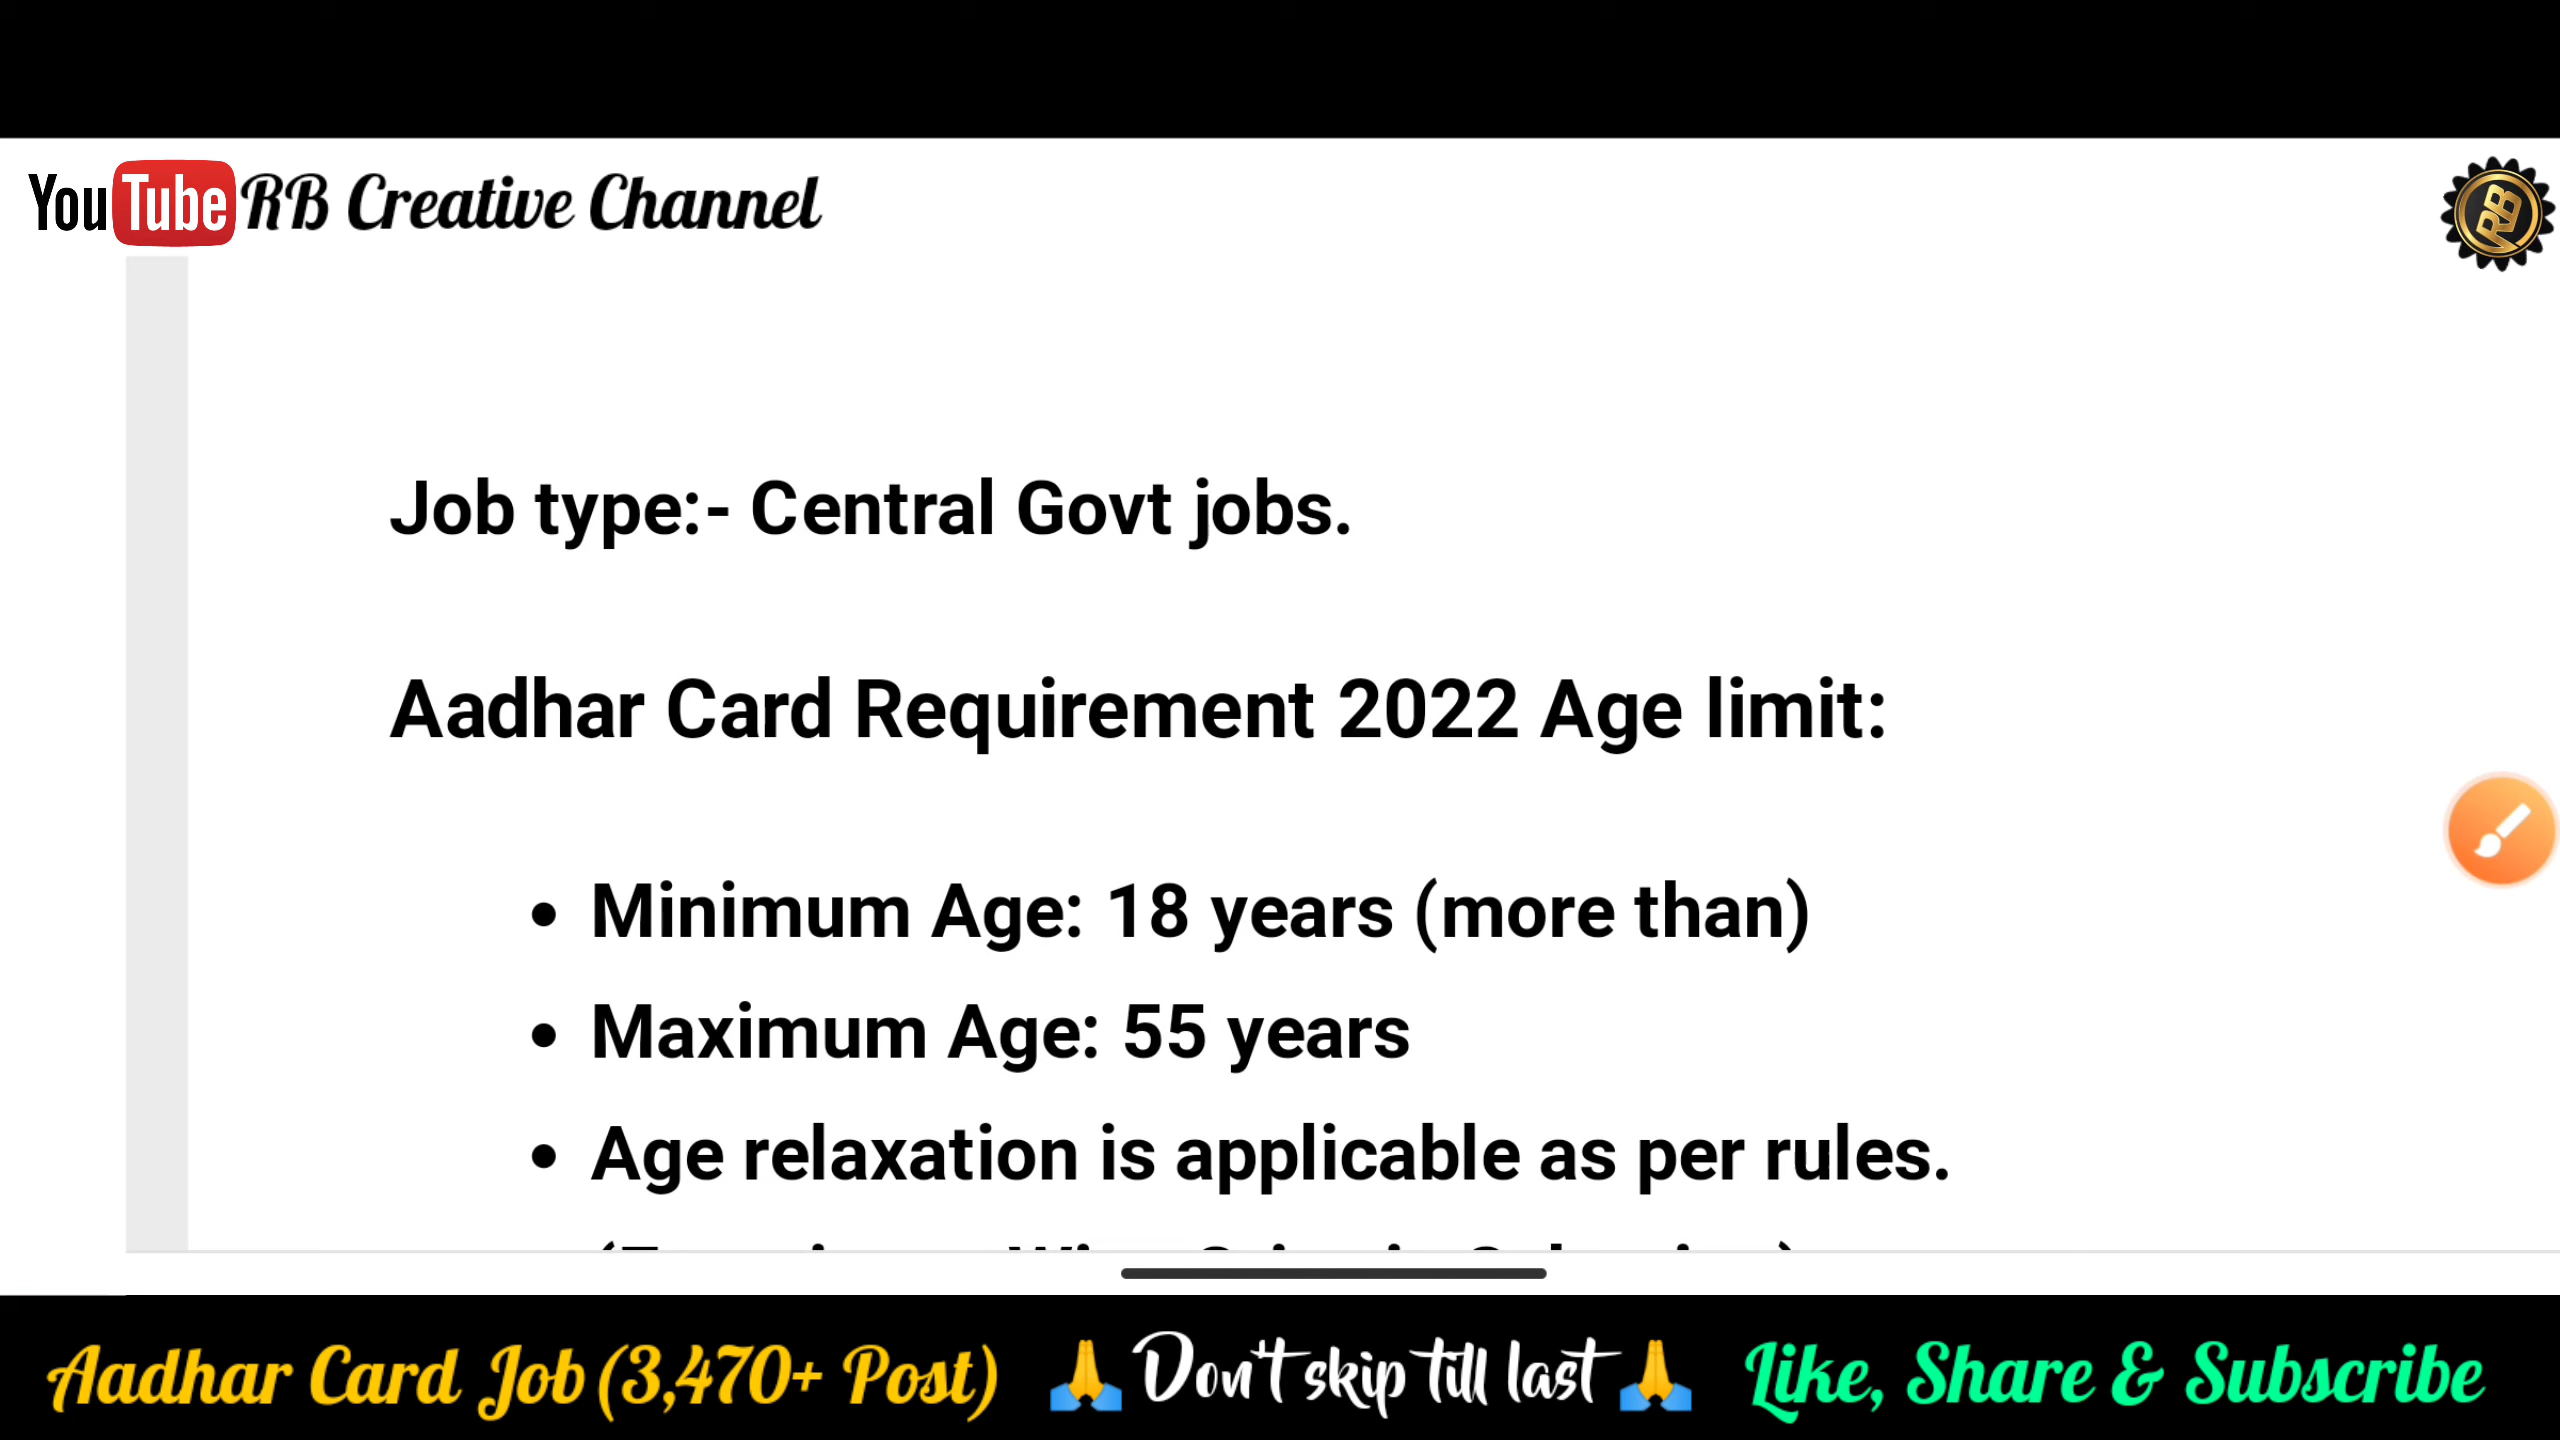 YouTube RB Creative Channel
RB
Job type:- Central Govt jobs.
Aadhar Card Requirement 2022 Age limit:
• Minimum Age: 18 years (more than)
• Maximum Age: 55 years
• Age relaxation is applicable as per rules.
Aadhar Card Job (3,470+ Post) 🙏 Don't skip till last 🙏 Like, Share & Subscribe